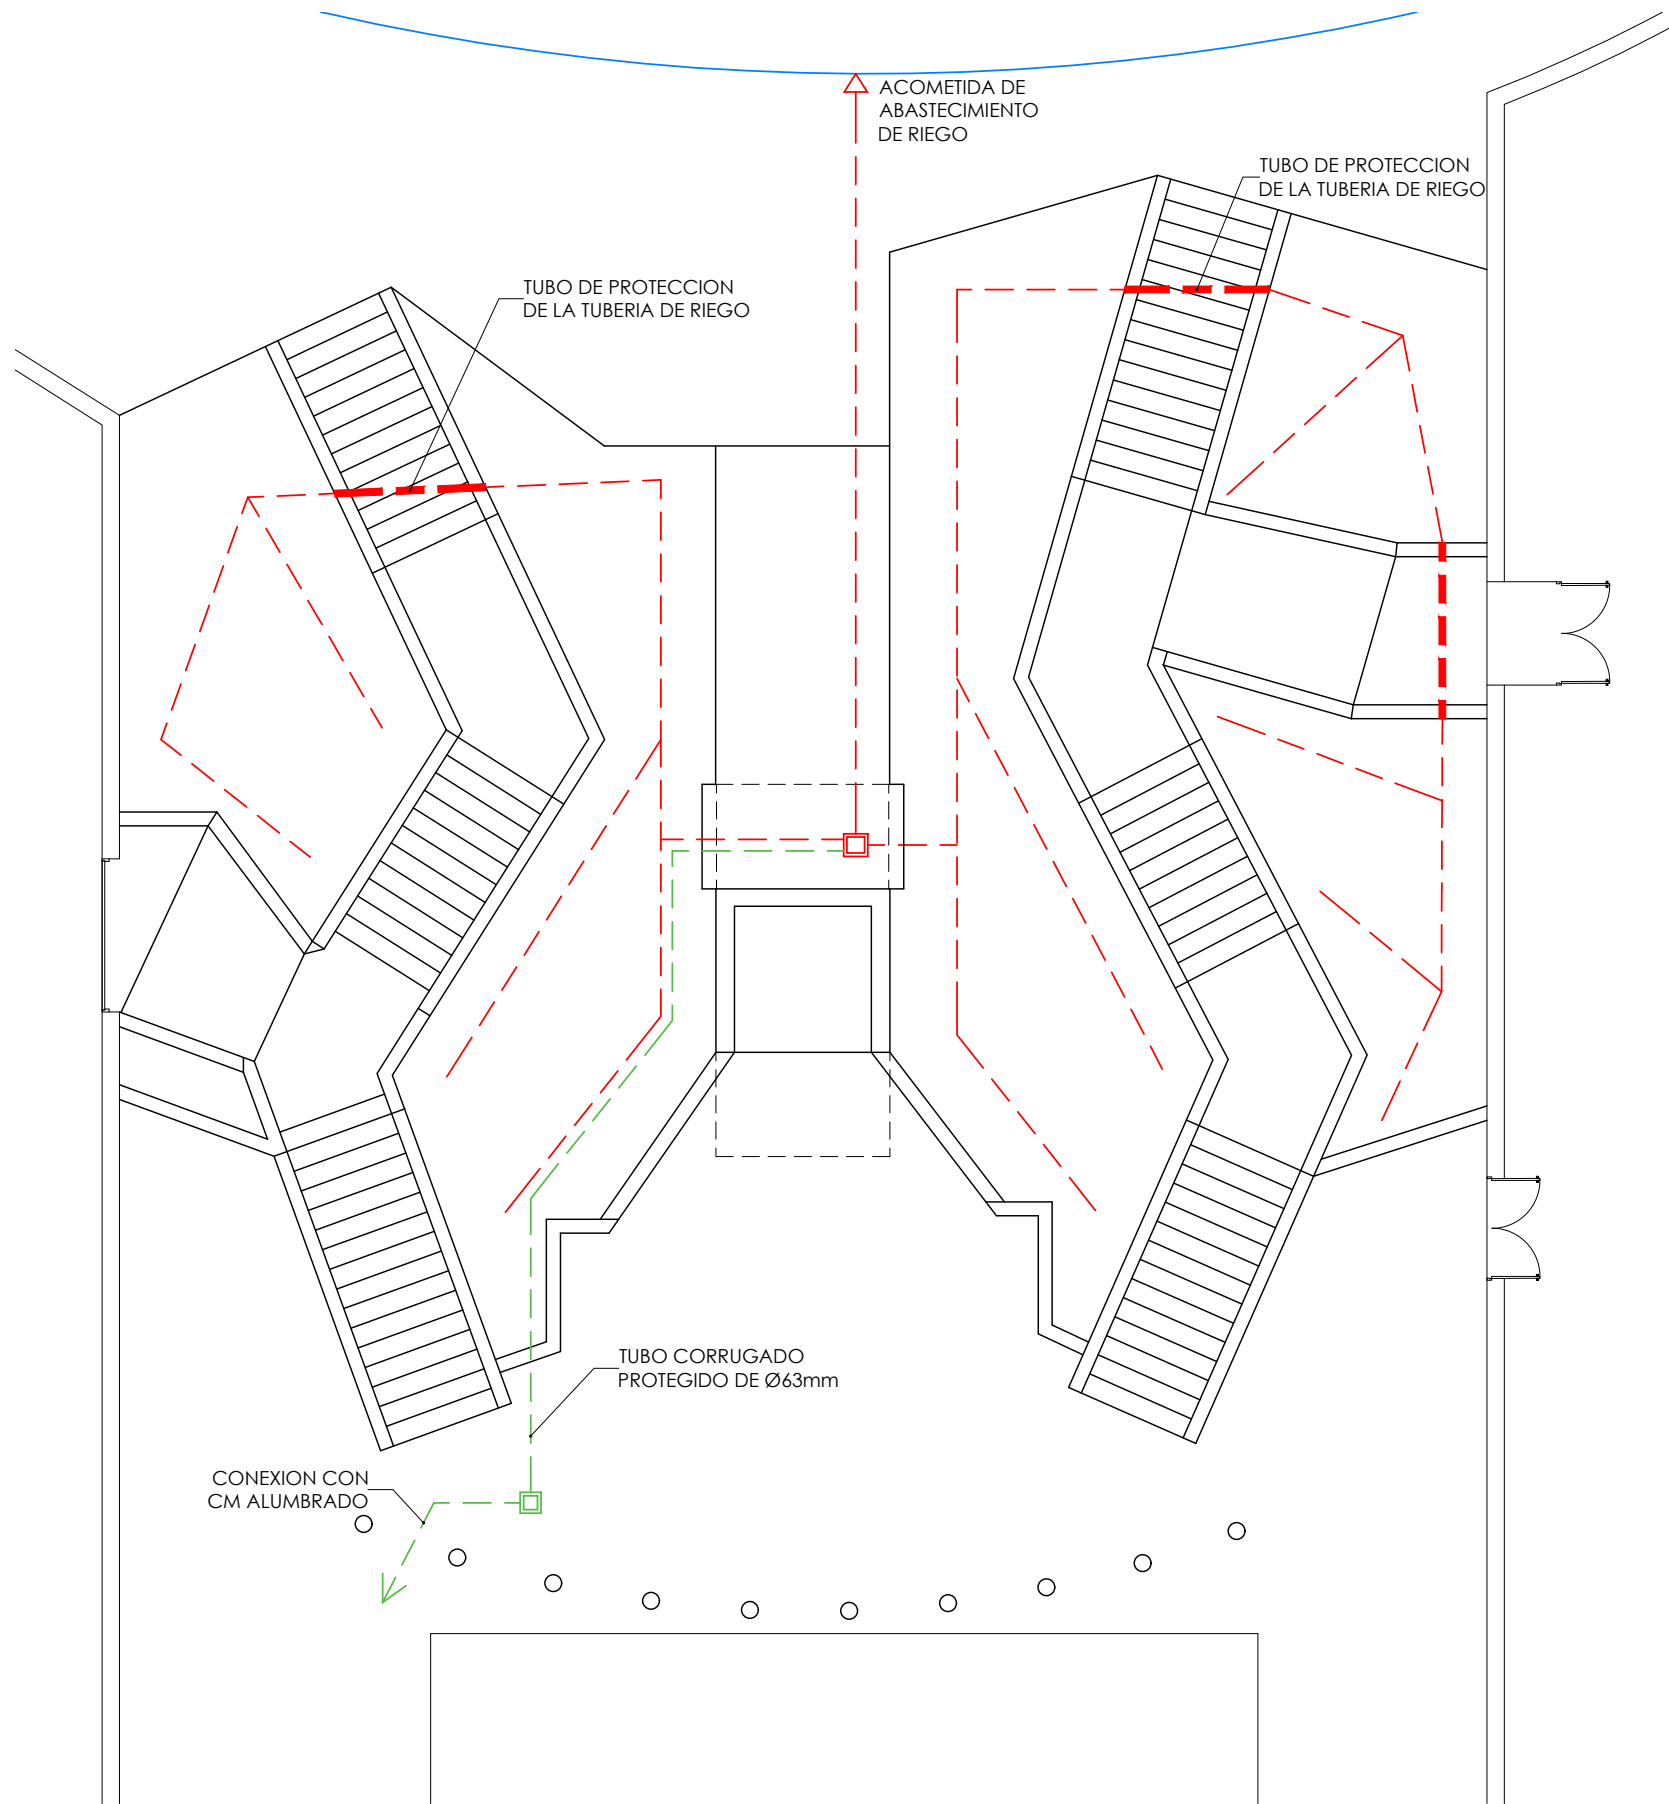 ACOMETIDA DE
ABASTECIMIENTO
DE RIEGO
TUBO DE PROTECCION
DE LA TUBERIA DE RIEGO
TUBO DE PROTECCION
DE LA TUBERIA DE RIEGO
TUBO CORRUGADO
PROTEGIDO DE Ø63mm
CONEXION CON
CM ALUMBRADO